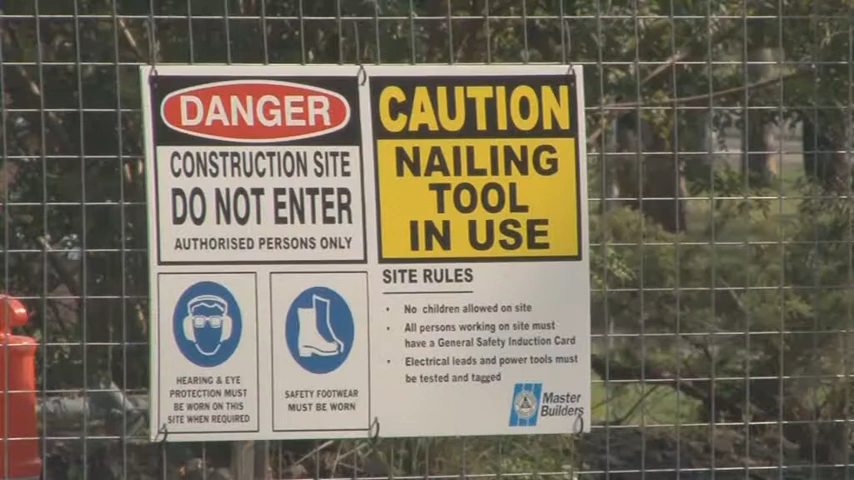 DANGER
CONSTRUCTION SITE
DO NOT ENTER
AUTHORISED PERSONS ONLY
HEARING & EYE
PROTECTION MUST
BE WORN ON THIS
SITE WHEN REQUIRED
SAFETY FOOTWEAR
MUST BE WORN
CAUTION
NAILING
TOOL
IN USE
SITE RULES
• No children allowed on site
• All persons working on site must
have a General Safety Induction Card
• Electrical leads and power tools must
be tested and tagged
Master
Builders